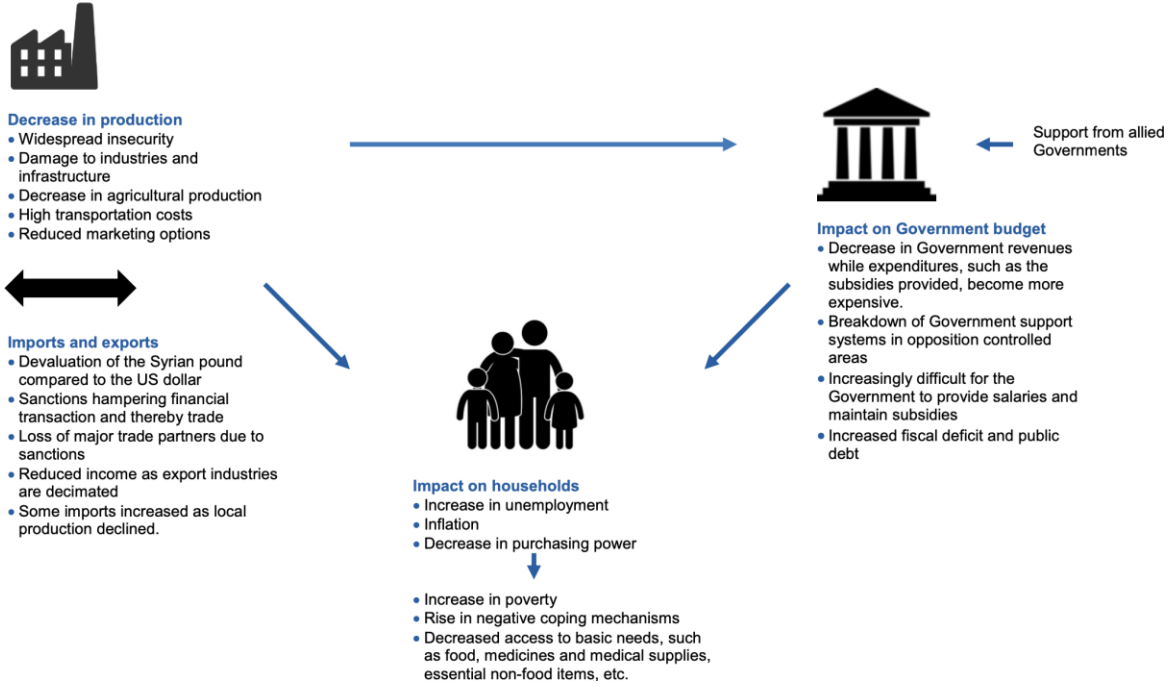 Decrease in production
• Widespread insecurity
• Damage to industries and
infrastructure
• Decrease in agricultural production
• High transportation costs
• Reduced marketing options
Imports and exports
• Devaluation of the Syrian pound
compared to the US dollar
• Sanctions hampering financial
transaction and thereby trade
• Loss of major trade partners due to
sanctions
• Reduced income as export industries
are decimated
• Some imports increased as local
production declined.
Support from allied
Governments
Impact on Government budget
• Decrease in Government revenues
while expenditures, such as the
subsidies provided, become more
expensive.
• Breakdown of Government support
systems in opposition controlled
areas
• Increasingly difficult for the
Government to provide salaries and
maintain subsidies
• Increased fiscal deficit and public
debt
Impact on households
• Increase in unemployment
• Inflation
• Decrease in purchasing power
• Increase in poverty
• Rise in negative coping mechanisms
• Decreased access to basic needs, such
as food, medicines and medical supplies,
essential non-food items, etc.